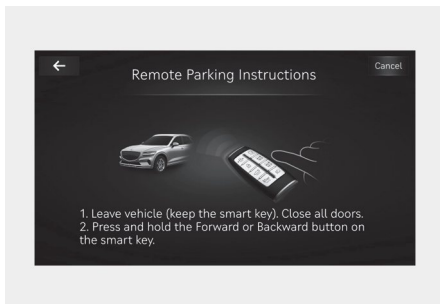 Remote Parking Instructions
Cancel
1. Leave vehicle (keep the smart key). Close all doors.
2. Press and hold the Forward or Backward button on
the smart key.